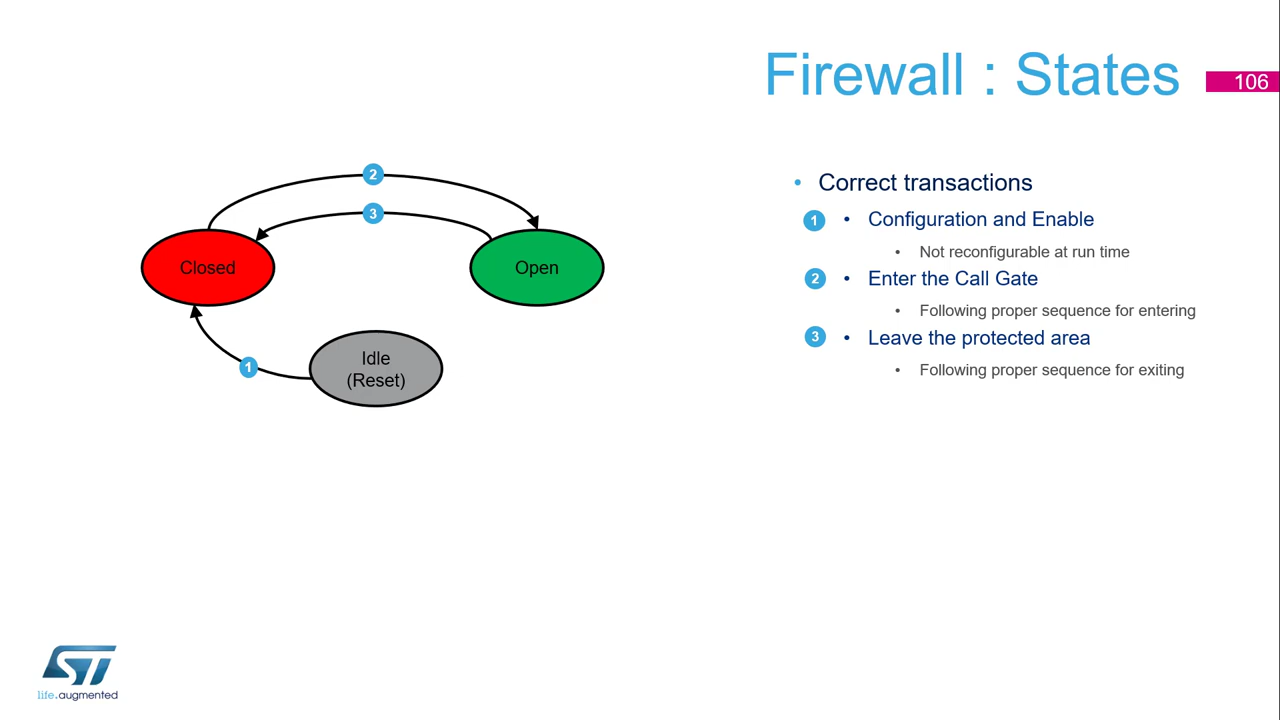 Firewall : States
106
2
3
Closed
Open
Idle
(Reset)
1
• Correct transactions
1 • Configuration and Enable
• Not reconfigurable at run time
2 • Enter the Call Gate
• Following proper sequence for entering
3 • Leave the protected area
• Following proper sequence for exiting
ST
life.augmented